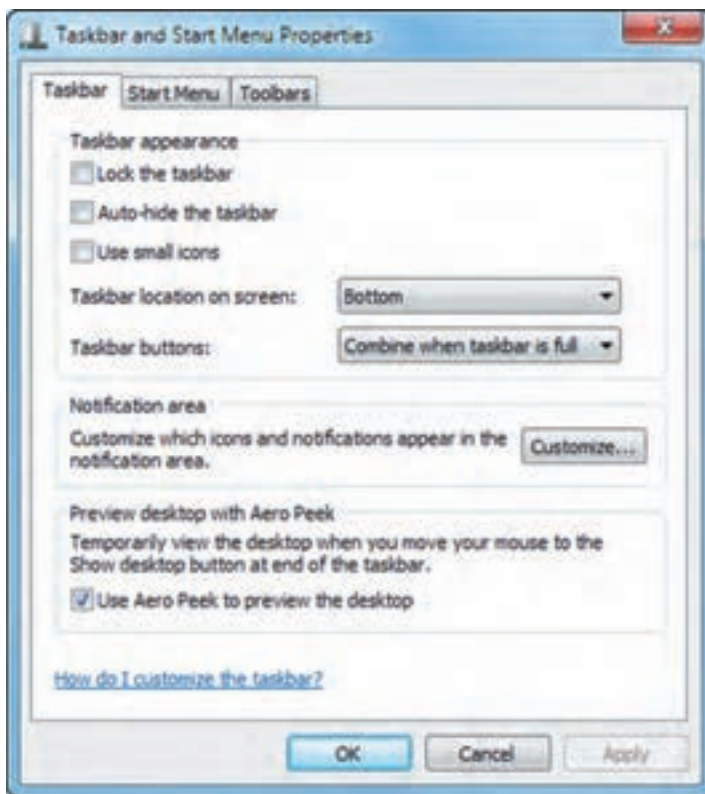 Taskbar and Start Menu Properties
Taskbar Start Menu Toolbars
Taskbar appearance
Lock the taskbar
Auto-hide the taskbar
Use small icons
Taskbar location on screen: Bottom
Taskbar buttons: Combine when taskbar is full
Notification area
Customize which icons and notifications appear in the
notification area.
Customize...
Preview desktop with Aero Peek
Temporarily view the desktop when you move your mouse to the
Show desktop button at end of the taskbar.
Use Aero Peek to preview the desktop
How do I customize the taskbar?
OK Cancel Apply